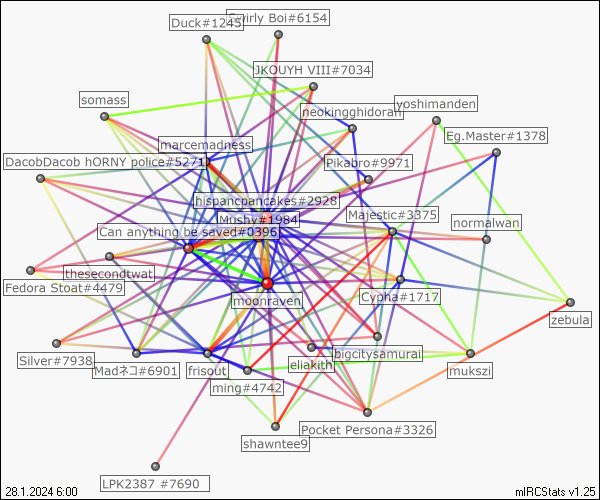 Duck#1245
Swirly Boi#6154
JKOUYH VIII#7034
somass
neokingghidorah
yoshimanden
marcemadness
Eg.Master#1378
DacobDacob hORNY police#5271
Pikabro#9971
hispancpancakes#2928
Mushy#1984
Majestic#3375
normalwan
Can anything be saved#0396
thesecondtwat
Fedora Stoat#4479
moonraven
Cypha#1717
zebula
Silver#7938
Madネコ#6901
frisout
eliakith
bigcitysamurai
mukszi
ming#4742
Pocket Persona#3326
shawntee9
LPK2387 #7690
28.1.2024 6:00
mIRCStats v1.25